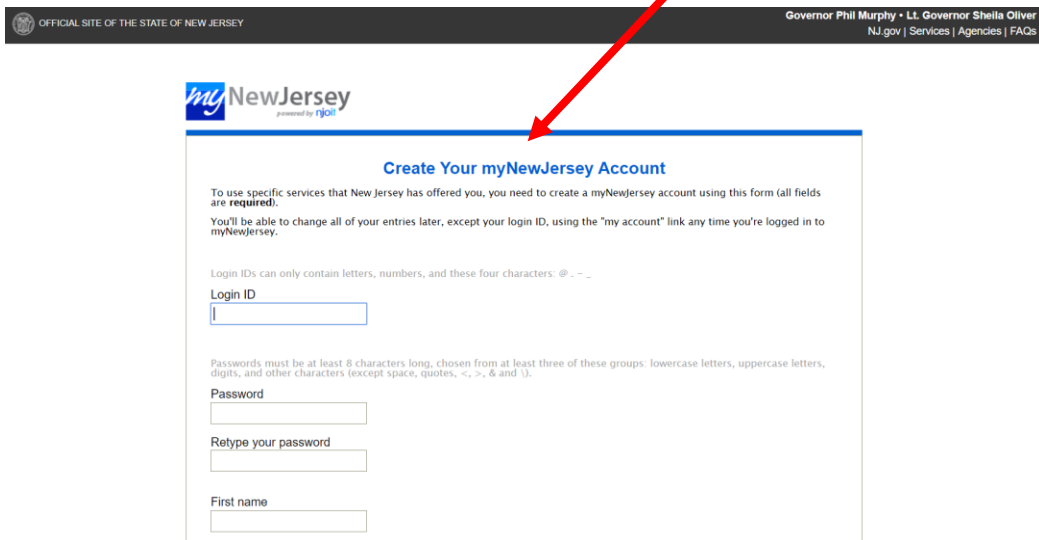 OFFICIAL SITE OF THE STATE OF NEW JERSEY
Governor Phil Murphy • Lt. Governor Sheila Oliver
NJ.gov | Services | Agencies | FAQs
my NewJersey
powered by njoit
Create Your myNewJersey Account
To use specific services that New Jersey has offered you, you need to create a myNewJersey account using this form (all fields
are required).
You'll be able to change all of your entries later, except your login ID, using the "my account" link any time you're logged in to
myNewJersey.
Login IDs can only contain letters, numbers, and these four characters: @ . - _
Login ID
Passwords must be at least 8 characters long, chosen from at least three of these groups: lowercase letters, uppercase letters,
digits, and other characters (except space, quotes, <, >, & and \).
Password
Retype your password
First name